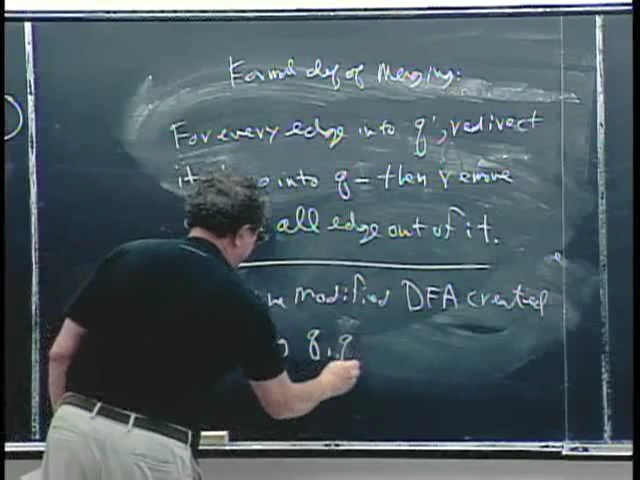 Formal def of Merging:
For every edge into q', redirect
it into q - then remove
all edge out of it.
modified DFA created
q, q